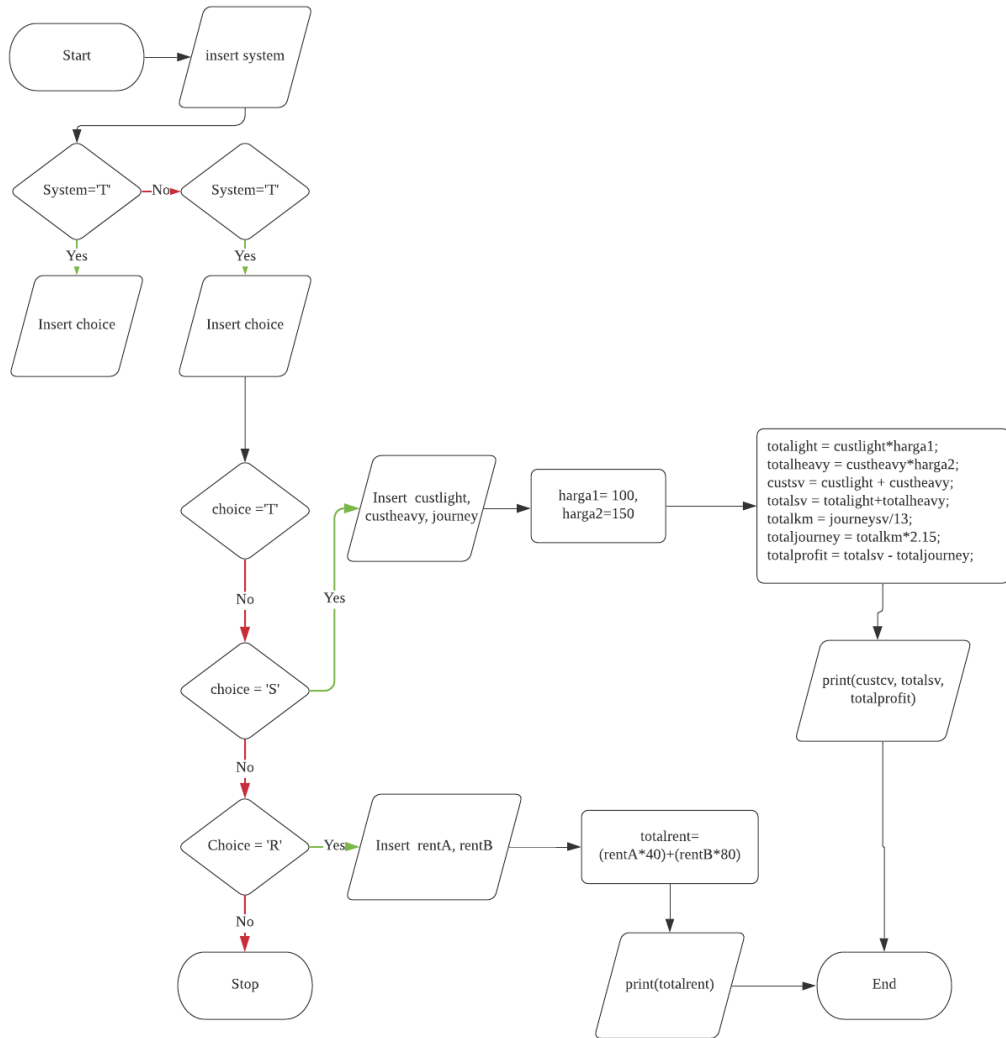 Start
insert system
System='T'
No
System='T'
Yes
Yes
Insert choice
Insert choice
choice ='T'
No
Insert  custlight,
custheavy, journey
harga1= 100,
harga2=150
totalight = custlight*harga1;
totalheavy = custheavy*harga2;
custsv = custlight + custheavy;
totalsv = totalight+totalheavy;
totalkm = journeysv/13;
totaljourney = totalkm*2.15;
totalprofit = totalsv - totaljourney;
Yes
choice = 'S'
print(custcv, totalsv,
totalprofit)
No
Choice = 'R'
Yes
Insert  rentA, rentB
totalrent=
(rentA*40)+(rentB*80)
No
Stop
print(totalrent)
End